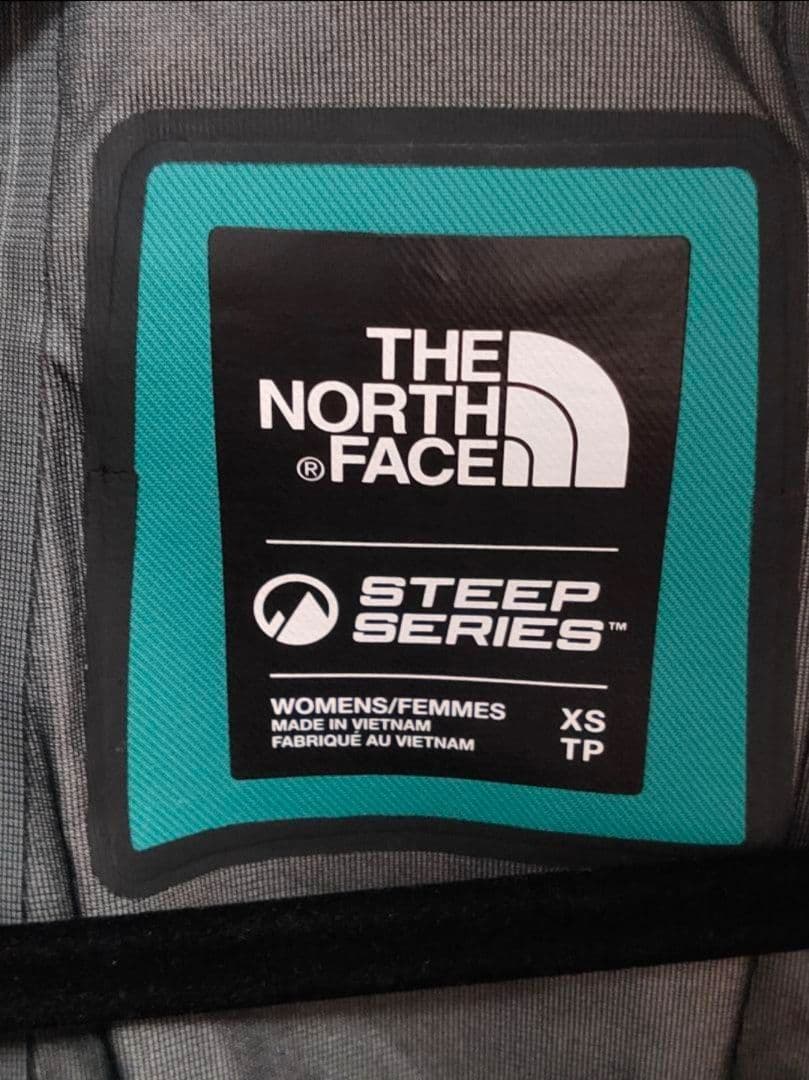 THE
NORTH
®FACE
STEEP
SERIES™
WOMENS/FEMMES
MADE IN VIETNAM
FABRIQUÉ AU VIETNAM
XS
TP